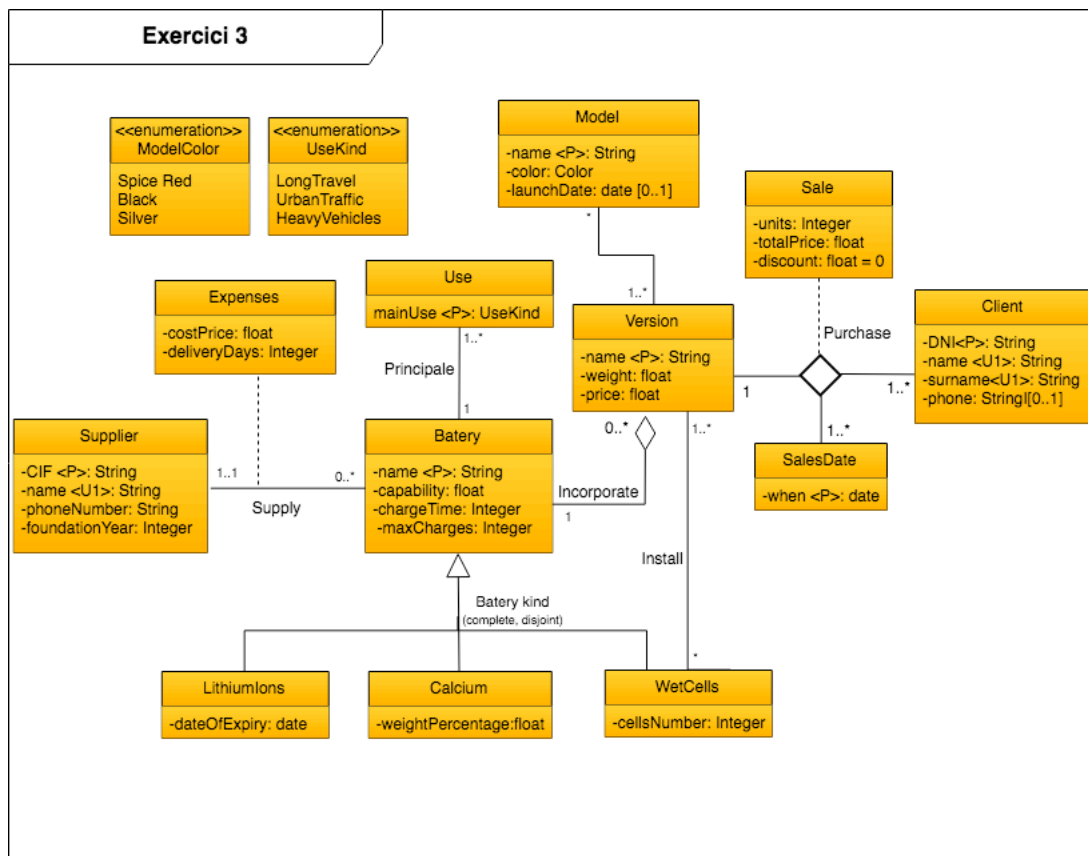 Exercici 3
<<enumeration>>
ModelColor
Spice Red
Black
Silver
<<enumeration>>
UseKind
LongTravel
UrbanTraffic
HeavyVehicles
Model
-name <P>: String
-color: Color
-launchDate: date [0..1]
*
1..*
Sale
-units: Integer
-totalPrice: float
-discount: float = 0
Expenses
-costPrice: float
-deliveryDays: Integer
Use
mainUse <P>: UseKind
1..*
Principale
1
Version
-name <P>: String
-weight: float
-price: float
Purchase
1
1..*
1..*
Client
-DNI<P>: String
-name <U1>: String
-surname<U1>: String
-phone: StringI[0..1]
SalesDate
-when <P>: date
Supplier
-CIF <P>: String
-name <U1>: String
-phoneNumber: String
-foundationYear: Integer
1..1
0..*
Supply
Batery
-name <P>: String
-capability: float
-chargeTime: Integer
-maxCharges: Integer
0..*
Incorporate
1
1..*
Install
*
Batery kind
(complete, disjoint)
LithiumIons
-dateOfExpiry: date
Calcium
-weightPercentage:float
WetCells
-cellsNumber: Integer